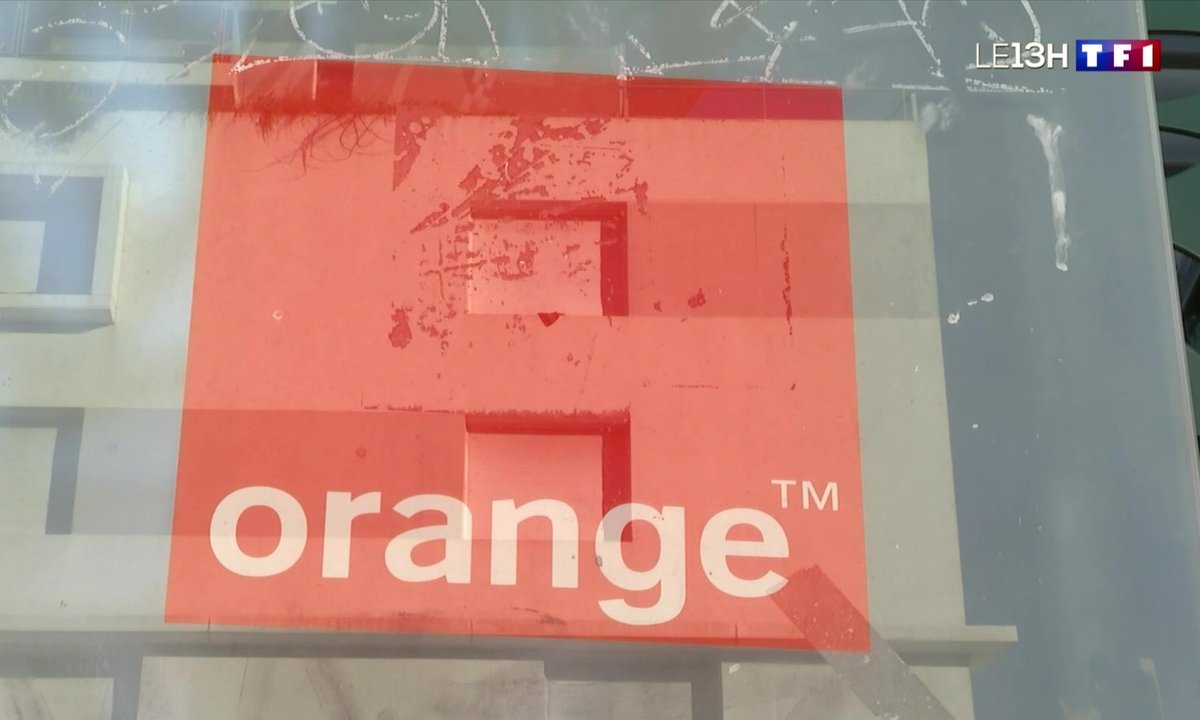 LE13H TF1
orange™